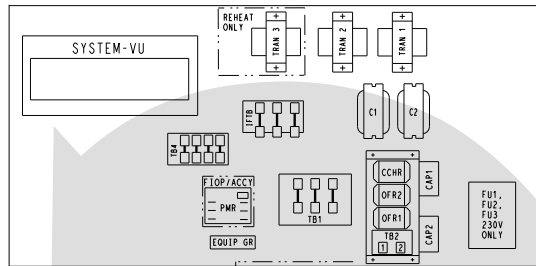 REHEAT
ONLY
TRAN 3
TRAN 2
TRAN 1
SYSTEM-VU
IFTB
C1
C2
TB4
FIOP/ACCY
PMR
TB1
CCHR
CAP1
OFR2
OFR1
CAP2
TB2
1 2
FU1,
FU2,
FU3
230V
ONLY
EQUIP GR